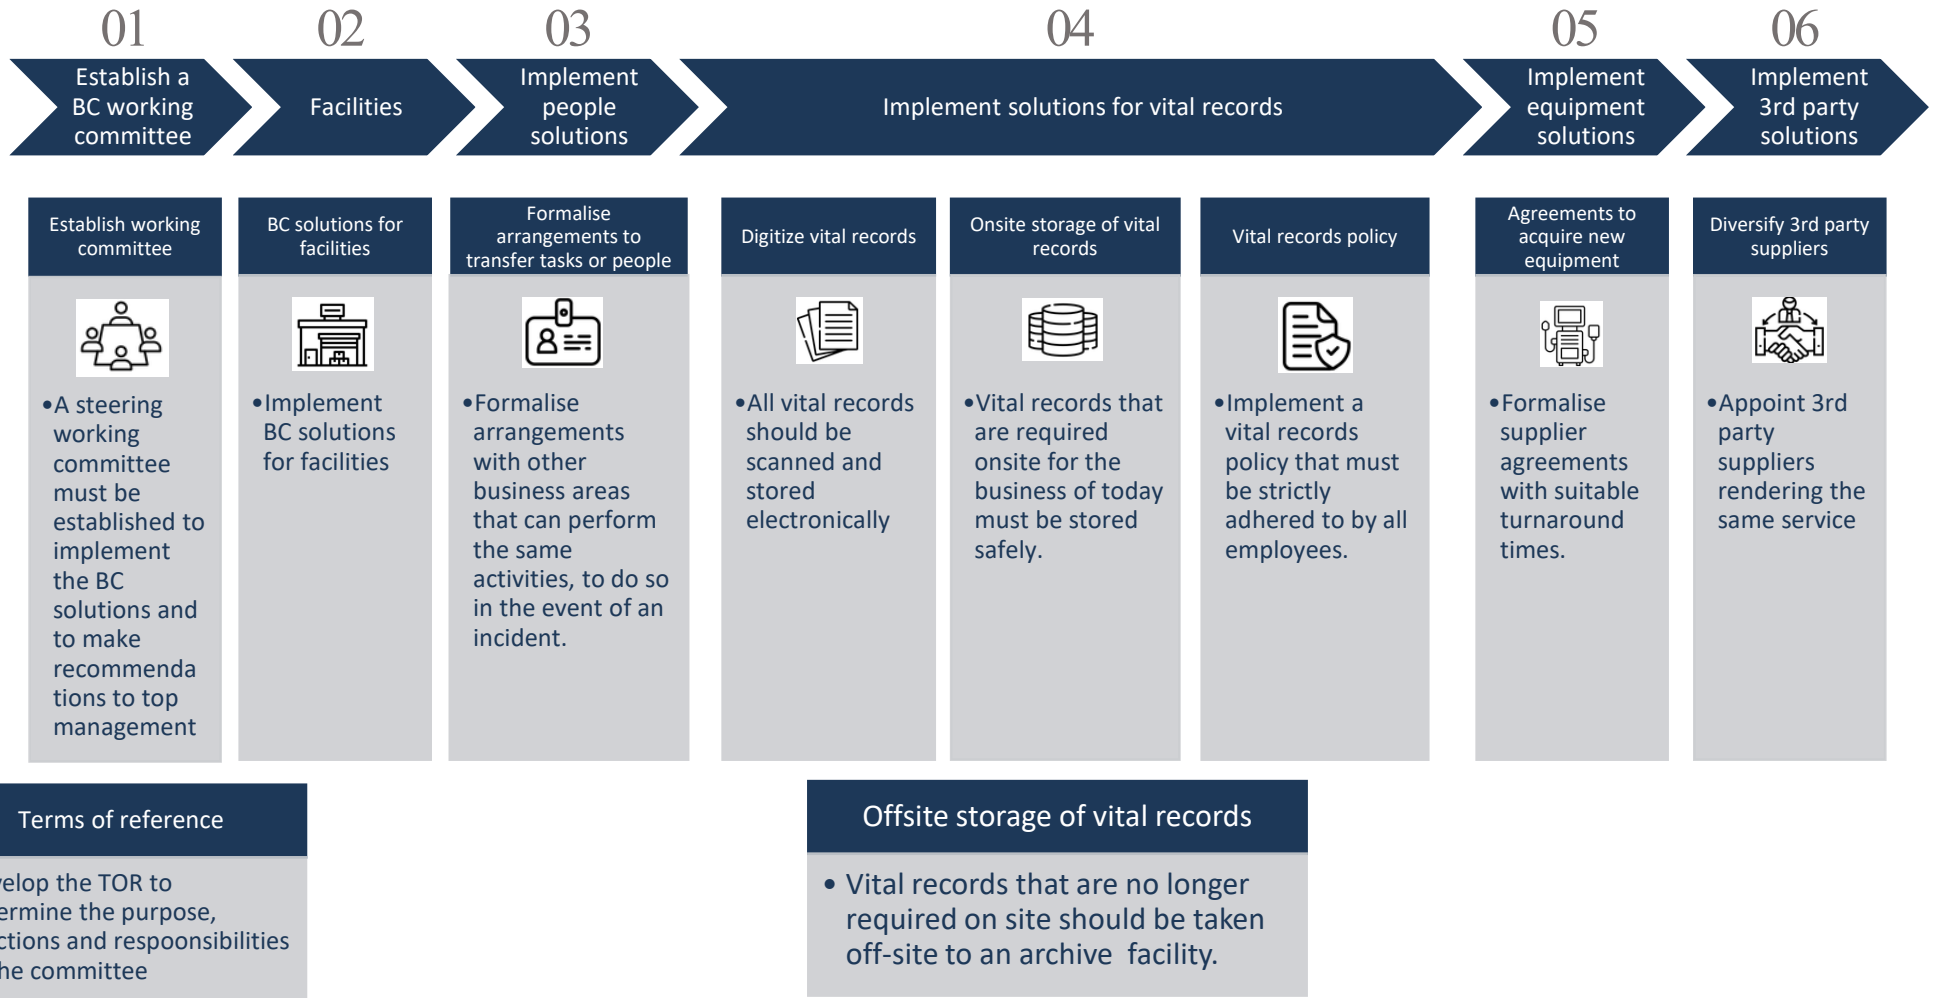 01
02
03
04
05
06
Establish a
BC working
committee
Facilities
Implement
people
solutions
Implement solutions for vital records
Implement
equipment
solutions
Implement
3rd party
solutions
Establish working
committee
•A steering
working
committee
must be
established to
implement
the BC
solutions and
to make
recommenda
tions to top
management
BC solutions for
facilities
•Implement
BC solutions
for facilities
Formalise
arrangements to
transfer tasks or people
•Formalise
arrangements
with other
business areas
that can perform
the same
activities, to do so
in the event of an
incident.
Digitize vital records
•All vital records
should be
scanned and
stored
electronically
Onsite storage of vital
records
•Vital records that
are required
onsite for the
business of today
must be stored
safely.
Vital records policy
•Implement a
vital records
policy that must
be strictly
adhered to by all
employees.
Agreements to
acquire new
equipment
•Formalise
supplier
agreements
with suitable
turnaround
times.
Diversify 3rd party
suppliers
•Appoint 3rd
party
suppliers
rendering the
same service
Terms of reference
the TOR to
the purpose,
and respoonsibilities
committee
Offsite storage of vital records
• Vital records that are no longer
required on site should be taken
off-site to an archive facility.